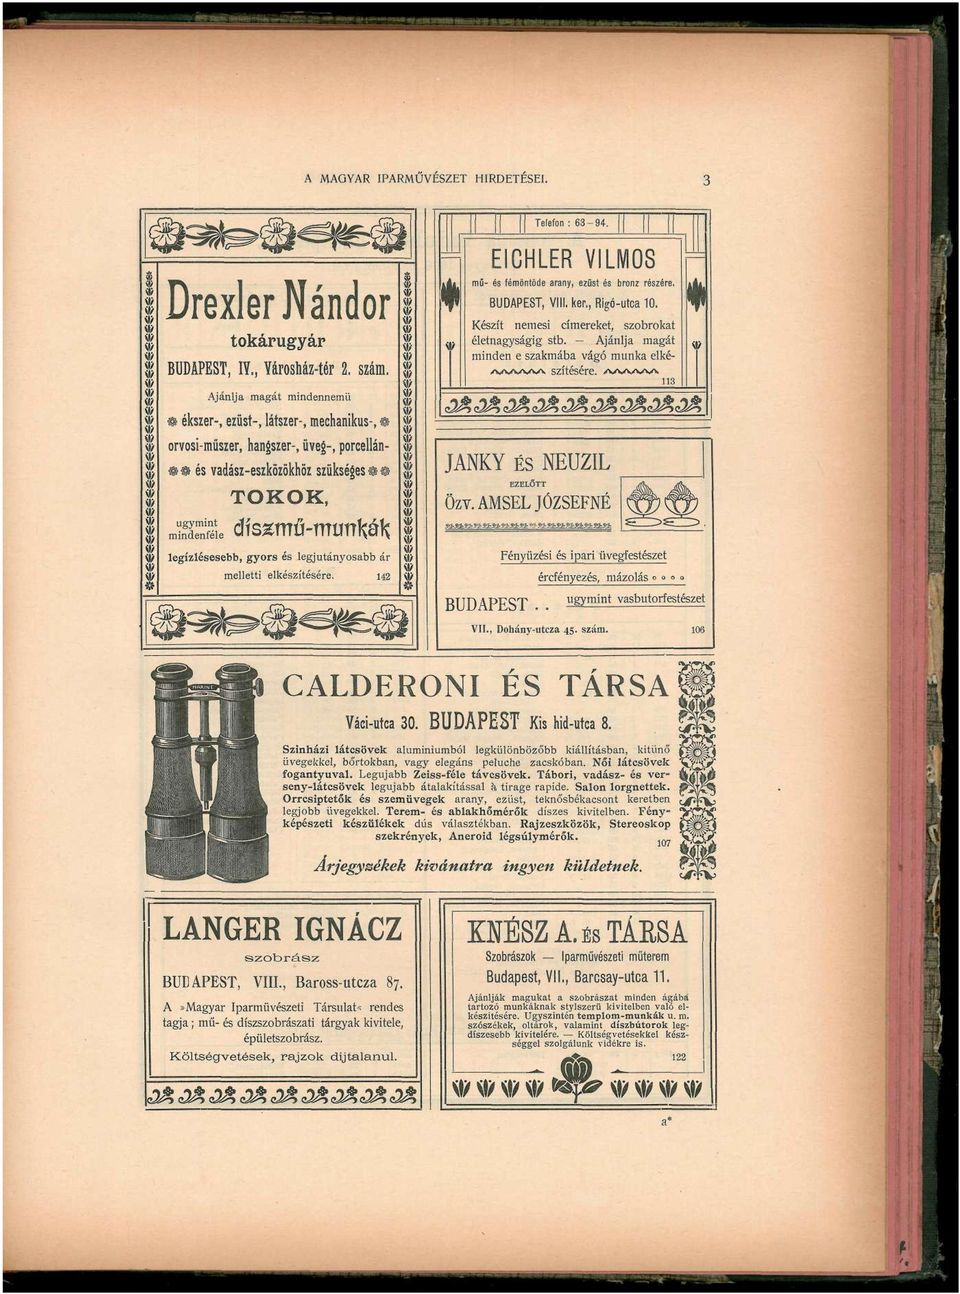 A MAGYAR IPARMŰVÉSZET HIRDETÉSEI.
3
Drexler Nándor
tokárugyár
BUDAPEST, IV., Városház-tér 2. szám.
Ajánlja magát mindennemü
ékszer-, ezüst-, látszer-, mechanikus-,
orvosi-műszer, hangszer-, üveg-, porcellán-
és vadász-eszközökhöz szükséges
TOKOK,
ugymint
mindenféle díszmű-munkák
legízlésesebb, gyors és legjutányosabb ár
melletti elkészítésére. 142
Telefon : 63-94.
EICHLER VILMOS
mű- és fémöntöde arany, ezüst és bronz részére.
BUDAPEST, VIII. ker., Rigó-utca 10.
Készít nemesi címereket, szobrokat
életnagyságig stb. — Ajánlja magát
minden e szakmába vágó munka elké-
szítésére.
113
JANKY ÉS NEUZIL
EZELŐTT
ÖZV. AMSEL JÓZSEFNÉ
Fényüzési és ipari üvegfestészet
ércfényezés, mázolás
BUDAPEST . . ugymint vasbutorfestészet
VII., Dohány-utcza 45. szám. 106
MARINE
CALDERONI ÉS TÁRSA
Váci-utca 30. BUDAPEST Kis hid-utca 8.
Szinházi látcsövek aluminiumból legkülönbözőbb kiállításban, kitünő
üvegekkel, bőrtokban, vagy elegáns peluche zacskóban. Női látcsövek
fogantyuval. Legujabb Zeiss-féle távcsövek. Tábori, vadász- és ver-
seny-látcsövek legujabb átalakítással à tirage rapide. Salon lorgnettek.
Orrcsiptetők és szemüvegek arany, ezüst, teknősbékacsont keretben
legjobb üvegekkel. Terem- és ablakhőmérők díszes kivitelben. Fény-
képészeti készülékek dús választékban. Rajzeszközök, Stereoskop
szekrények, Aneroid légsúlymérők.
107
Árjegyzékek kivánatra ingyen küldetnek.
LANGER IGNÁCZ
szobrász
BUDAPEST, VIII., Baross-utcza 87.
A »Magyar Iparmüvészeti Társulat« rendes
tagja ; mű- és díszszobrászati tárgyak kivitele,
épületszobrász.
Költségvetések, rajzok dijtalanul.
KNÉSZ A. ÉS TÁRSA
Szobrászok — Iparművészeti műterem
Budapest, VII., Barcsay-utca 11.
Ajánlják magukat a szobrászat minden ágába
tartozó munkáknak stylszerű kivitelben való el-
készítésére. Ugyszintén templom-munkák u. m.
szószékek, oltárok, valamint díszbútorok leg-
díszesebb kivitelére. — Költségvetésekkel kész-
séggel szolgálunk vidékre is.
122
a*